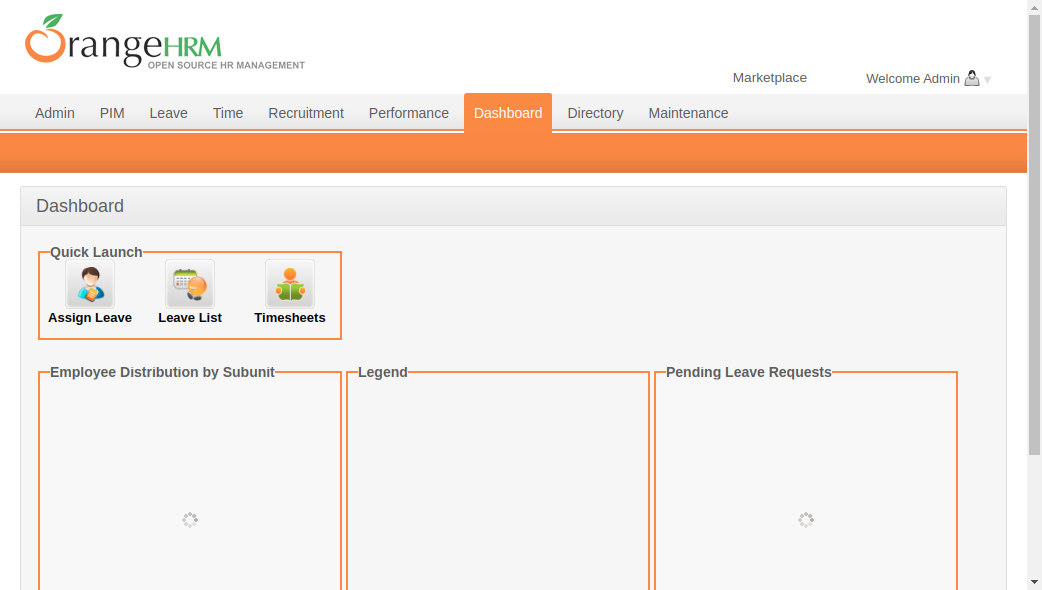 OrangeHRM
OPEN SOURCE HR MANAGEMENT
Marketplace
Welcome Admin
Admin PIM Leave Time Recruitment Performance Dashboard Directory Maintenance
Dashboard
Quick Launch
Assign Leave Leave List Timesheets
Employee Distribution by Subunit Legend Pending Leave Requests